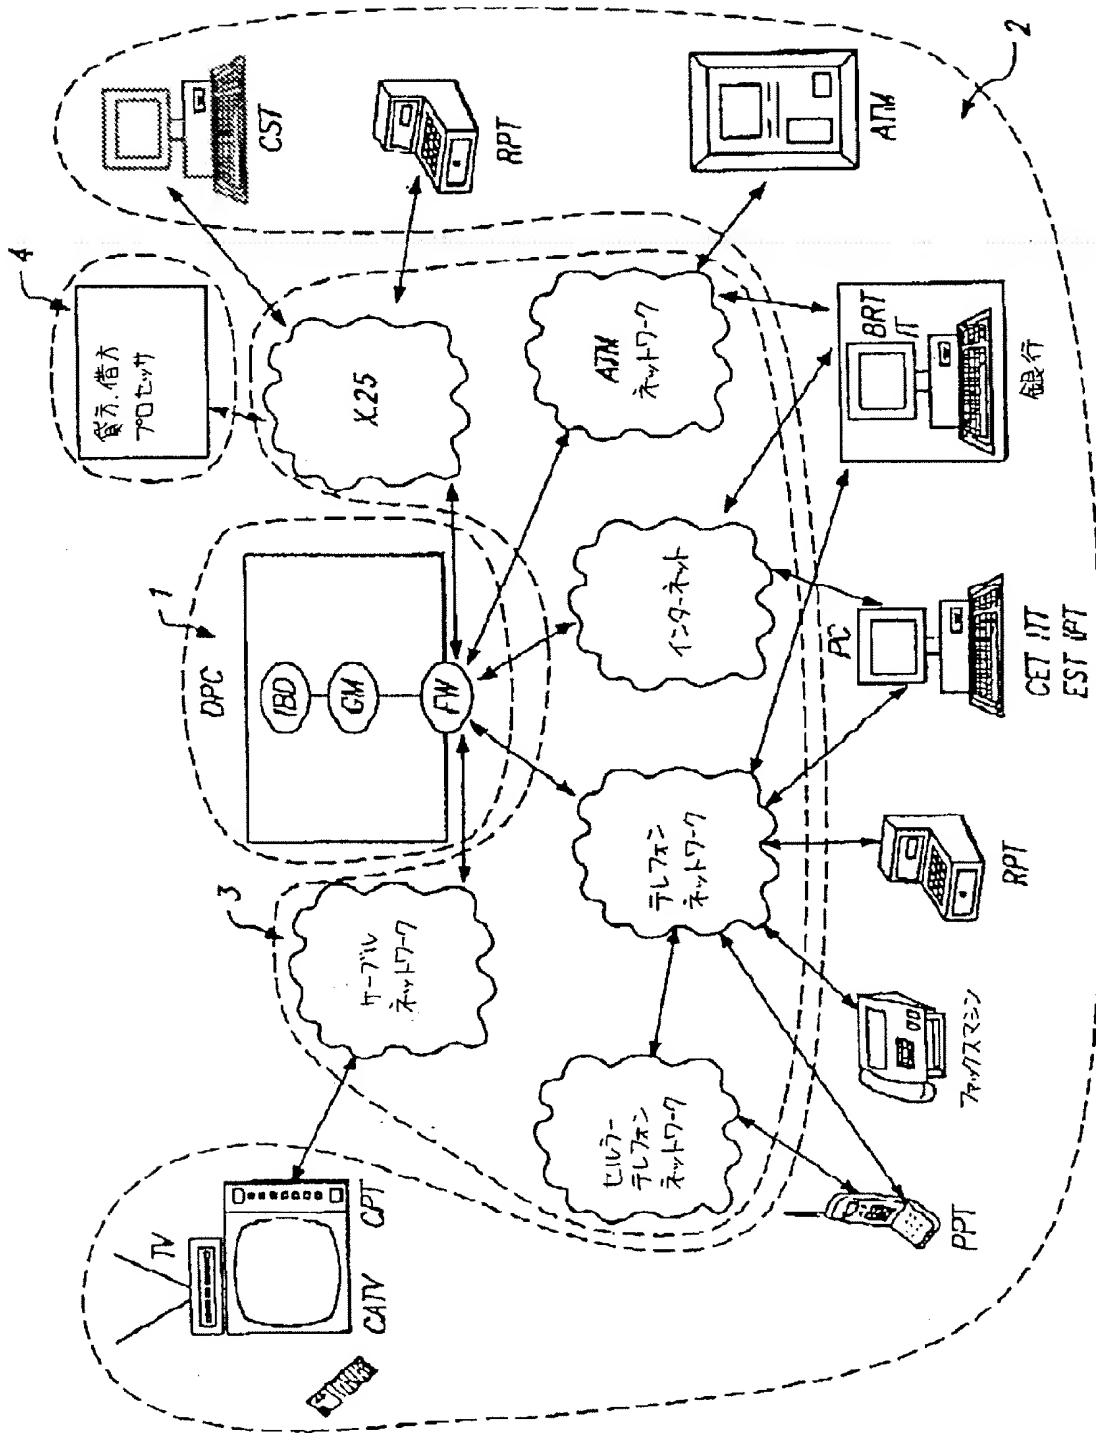 4
貸方、借方
プロセッサ
CST
RPT
ATM
2
1
DPC
IBD
GM
FW
X.25
ATM
ネットワーク
インターネット
テレフォン
ネットワーク
3
ケーブル
ネットワーク
セルラー
テレフォン
ネットワーク
TV
CATV
CPT
PPT
ファックスマシン
RPT
PC
CET ITT
EST IPT
BRT
IT
銀行